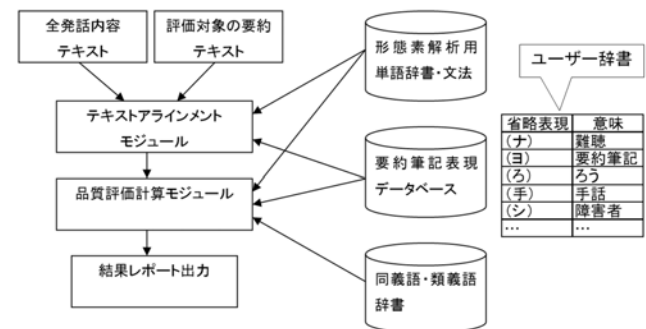 全発話内容
テキスト
評価対象の要約
テキスト
テキストアラインメント
モジュール
品質評価計算モジュール
結果レポート出力
形態素解析用
単語辞書・文法
要約筆記表現
データベース
同義語・類義語
辞書
ユーザー辞書
省略表現 意味
(ナ) 難聴
(ヨ) 要約筆記
(ろ) ろう
(手) 手話
(シ) 障害者
… …